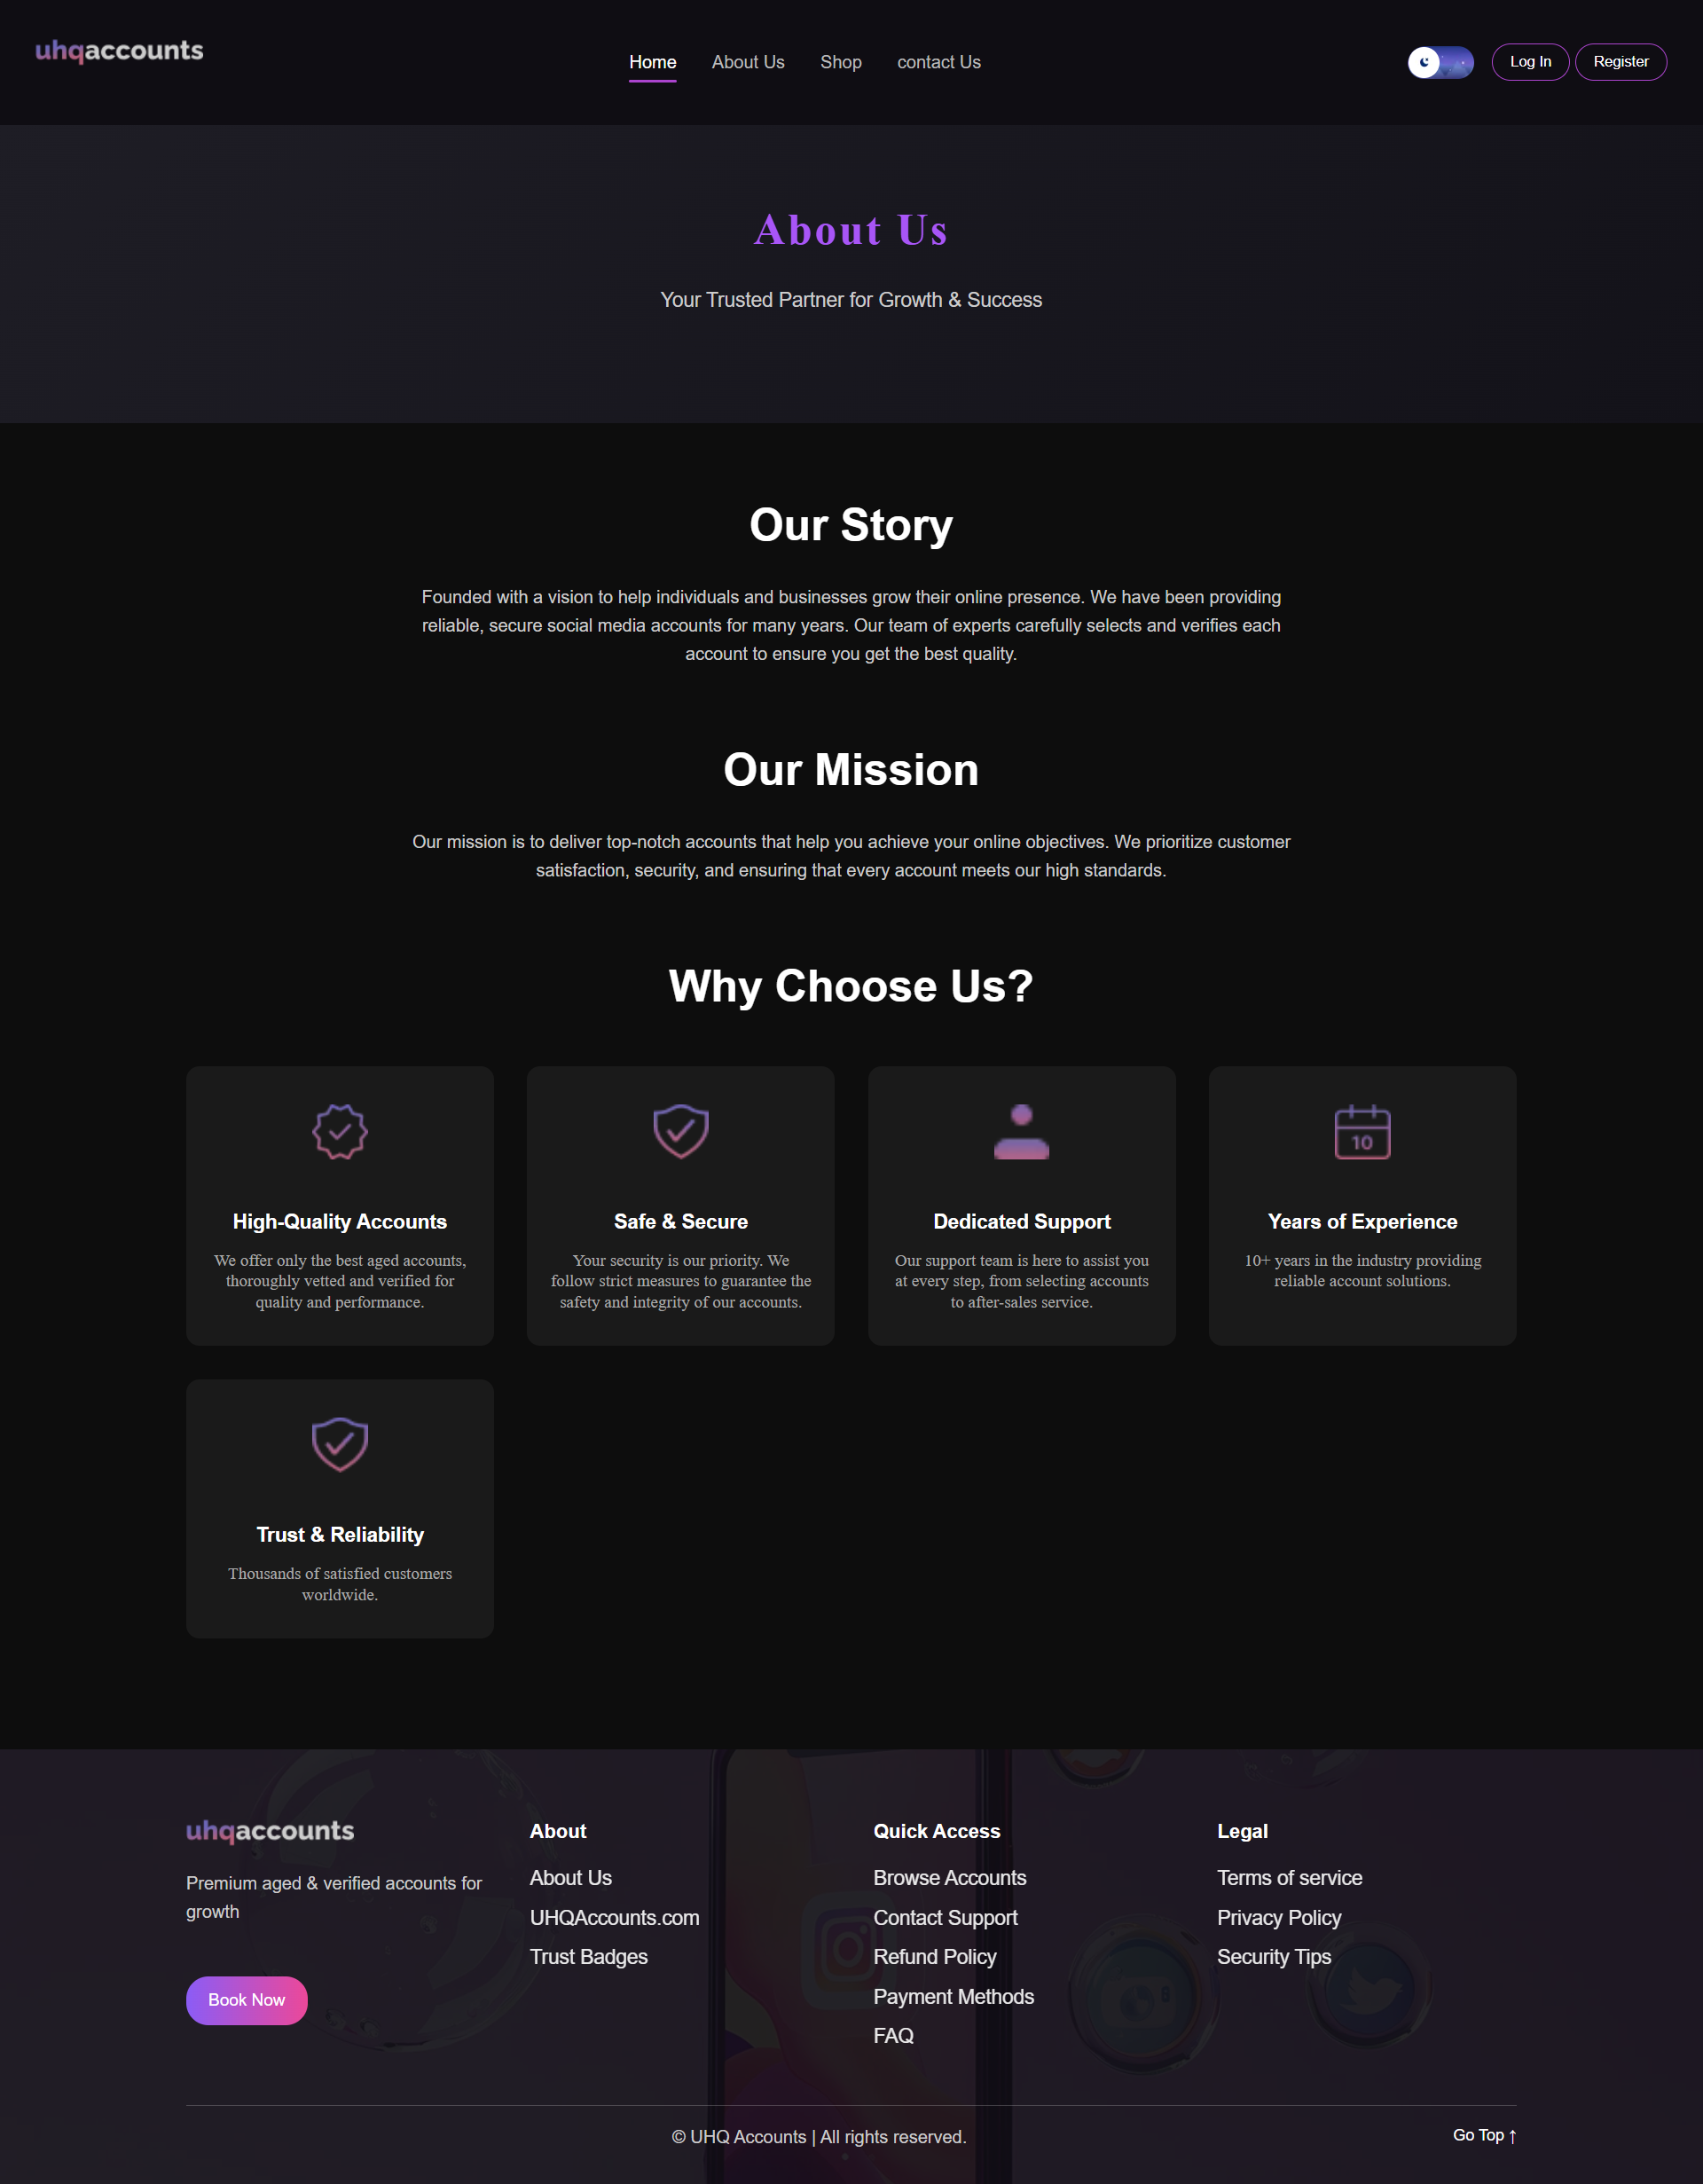 uhqaccounts
Home
About Us
Shop
contact Us
Log In
Register
About Us
Your Trusted Partner for Growth & Success
Our Story
Founded with a vision to help individuals and businesses grow their online presence. We have been providing
reliable, secure social media accounts for many years. Our team of experts carefully selects and verifies each
account to ensure you get the best quality.
Our Mission
Our mission is to deliver top-notch accounts that help you achieve your online objectives. We prioritize customer
satisfaction, security, and ensuring that every account meets our high standards.
Why Choose Us?
High-Quality Accounts
We offer only the best aged accounts,
thoroughly vetted and verified for
quality and performance.
Safe & Secure
Your security is our priority. We
follow strict measures to guarantee the
safety and integrity of our accounts.
Dedicated Support
Our support team is here to assist you
at every step, from selecting accounts
to after-sales service.
10
Years of Experience
10+ years in the industry providing
reliable account solutions.
Trust & Reliability
Thousands of satisfied customers
worldwide.
uhqaccounts
Premium aged & verified accounts for
growth
Book Now
About
About Us
UHQAccounts.com
Trust Badges
Quick Access
Browse Accounts
Contact Support
Refund Policy
Payment Methods
FAQ
Legal
Terms of service
Privacy Policy
Security Tips
© UHQ Accounts | All rights reserved.
Go Top ↑